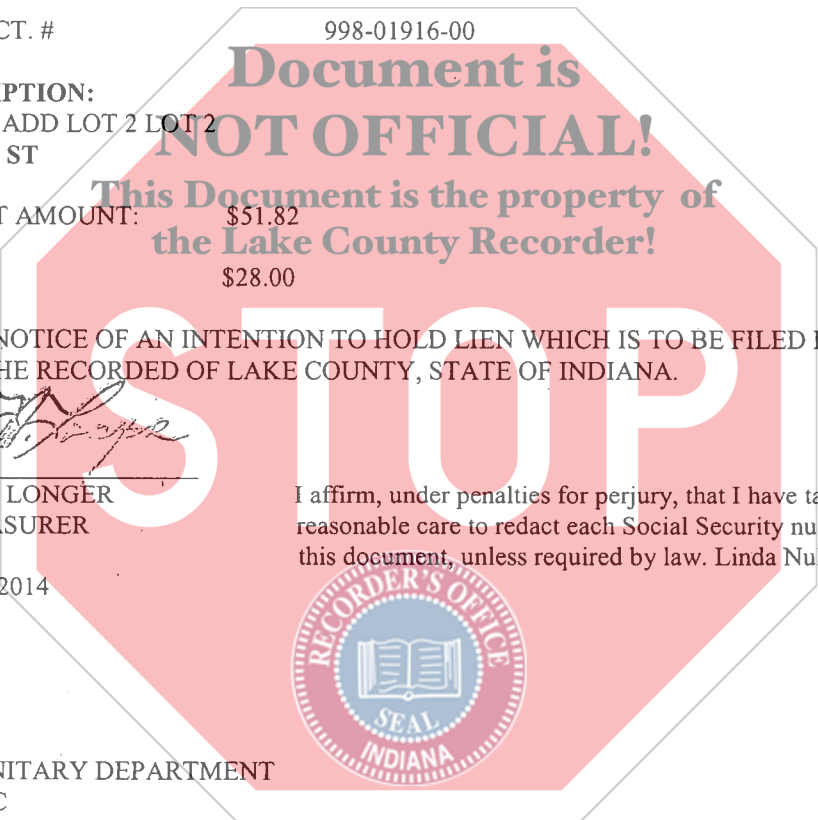 CT. # 998-01916-00
Document is
PTION:
ADD LOT 2 LOT 2
NOT OFFICIAL!
ST
This Document is the property of
T AMOUNT: $51.82
the Lake County Recorder!
$28.00
NOTICE OF AN INTENTION TO HOLD LIEN WHICH IS TO BE FILED
HE RECORDED OF LAKE COUNTY, STATE OF INDIANA.
STOP
LONGER I affirm, under penalties for perjury, that I have ta
ASURER reasonable care to redact each Social Security nu
this document, unless required by law. Linda Nu
2014
RECORDER'S OFFICE
SEAL
INDIANA
NITARY DEPARTMENT
C